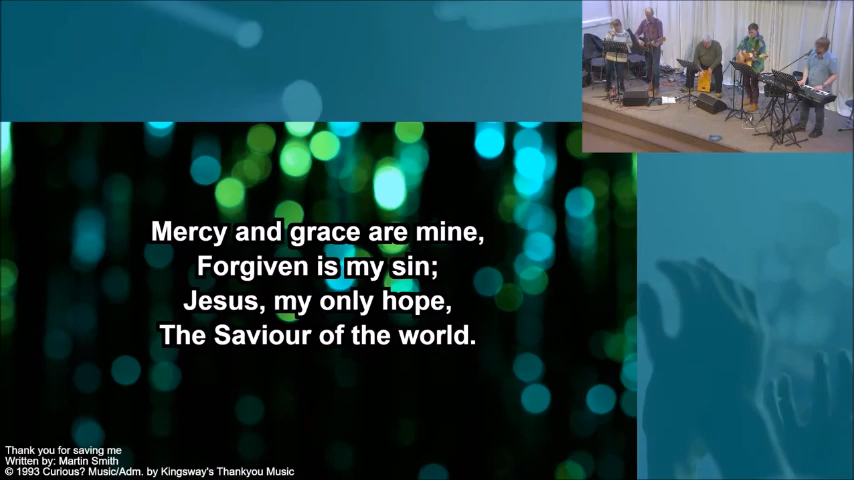 Mercy and grace are mine,
Forgiven is my sin;
Jesus, my only hope,
The Saviour of the world.
Thank you for saving me
Written by: Martin Smith
© 1993 Curious? Music/Adm. by Kingsway's Thankyou Music